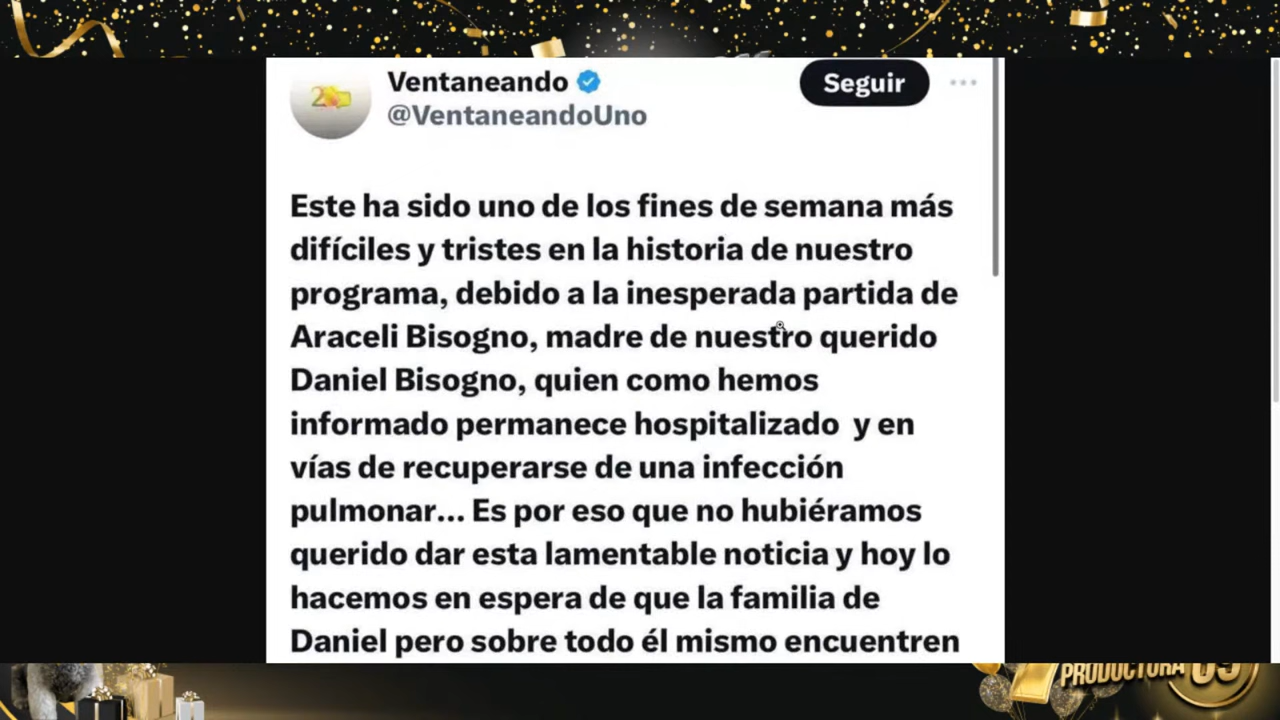 Ventaneando
@VentaneandoUno
Seguir
Este ha sido uno de los fines de semana más
difíciles y tristes en la historia de nuestro
programa, debido a la inesperada partida de
Araceli Bisogno, madre de nuestro querido
Daniel Bisogno, quien como hemos
informado permanece hospitalizado y en
vías de recuperarse de una infección
pulmonar... Es por eso que no hubiéramos
querido dar esta lamentable noticia y hoy lo
hacemos en espera de que la familia de
Daniel pero sobre todo él mismo encuentren
PRODUCTORA 69